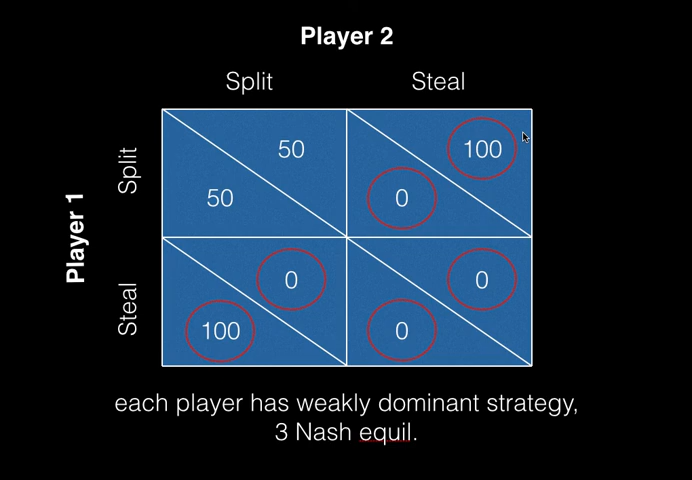 Player 2
Split Steal
Player 1
Split
50
50
100
0
Steal
0
100
0
0
each player has weakly dominant strategy,
3 Nash equil.